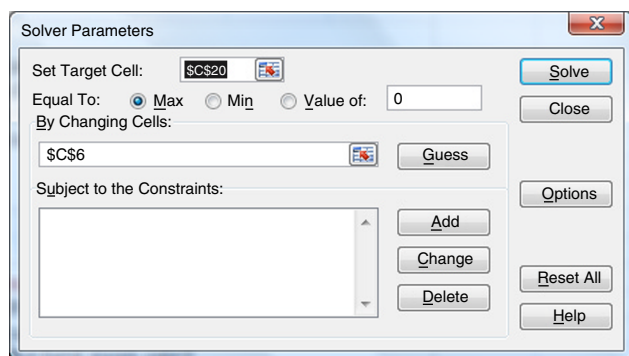 Solver Parameters
Set Target Cell: $C$20
Solve
Equal To: Max Min Value of: 0
Close
By Changing Cells:
$C$6
Guess
Subject to the Constraints:
Options
Add
Change
Reset All
Delete
Help